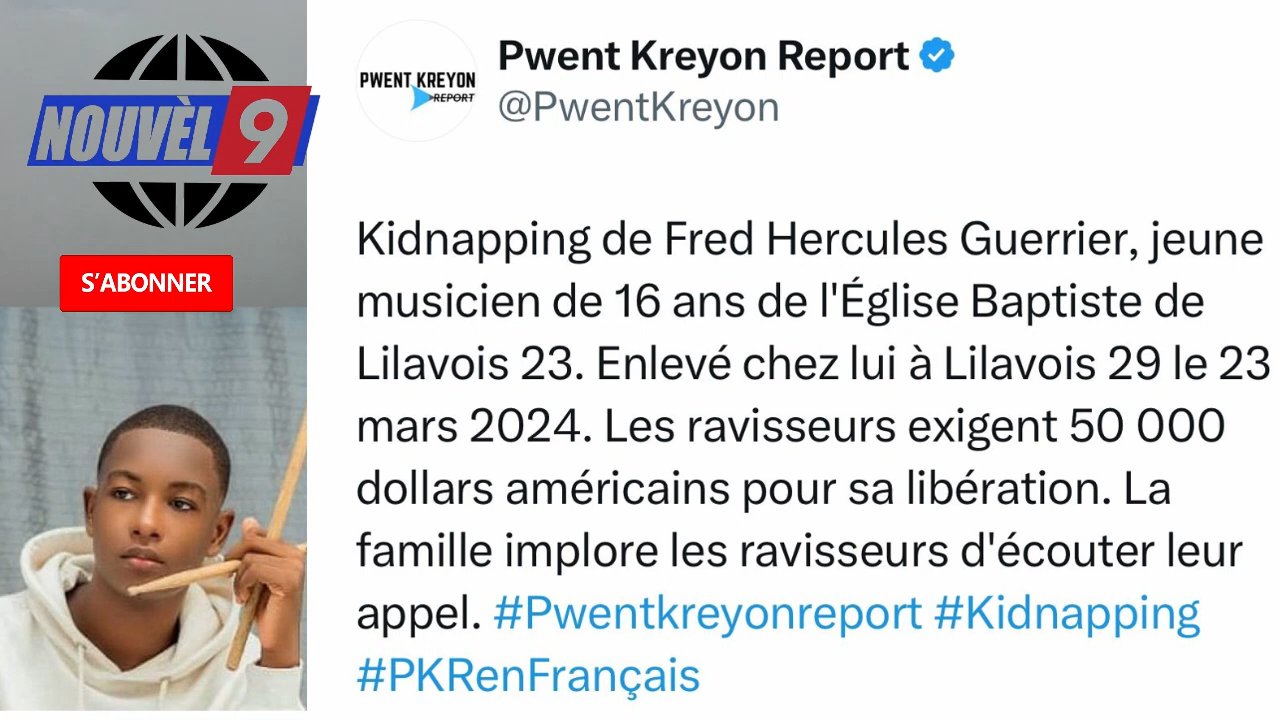 NOUVÈL 9
S'ABONNER
PWENT KREYON
REPORT
Pwent Kreyon Report
@PwentKreyon
Kidnapping de Fred Hercules Guerrier, jeune
musicien de 16 ans de l'Église Baptiste de
Lilavois 23. Enlevé chez lui à Lilavois 29 le 23
mars 2024. Les ravisseurs exigent 50 000
dollars américains pour sa libération. La
famille implore les ravisseurs d'écouter leur
appel. #Pwentkreyonreport #Kidnapping
#PKRenFrançais